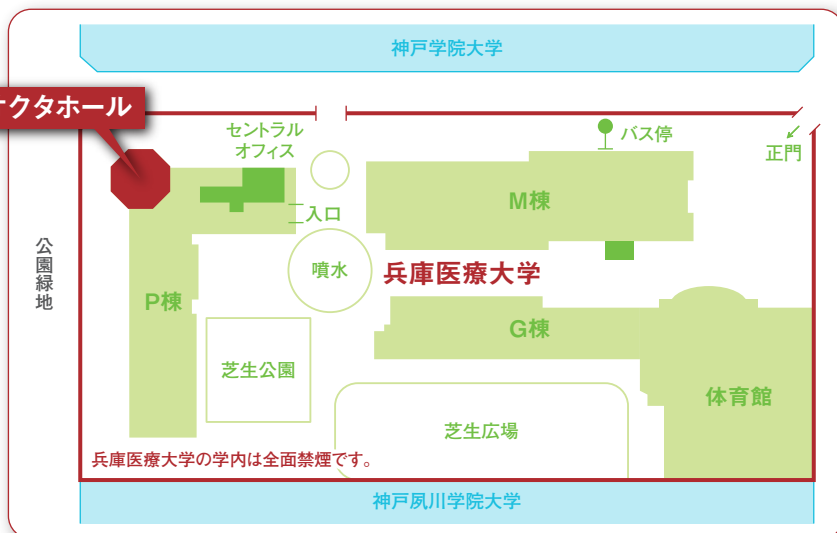 神戸学院大学
クタホール
セントラル
オフィス
バス停
正門
入口
M棟
公園緑地
噴水
兵庫医療大学
P棟
G棟
芝生公園
体育館
芝生広場
兵庫医療大学の学内は全面禁煙です。
神戸夙川学院大学